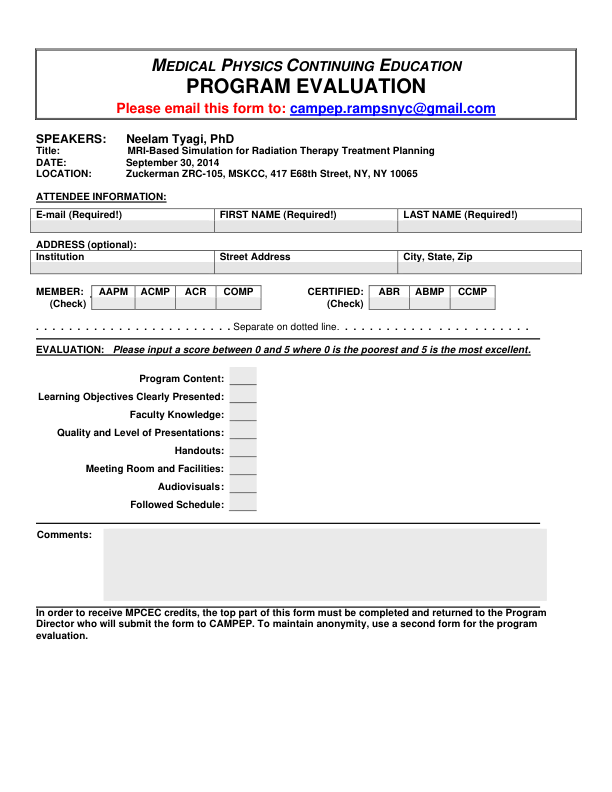 MEDICAL PHYSICS CONTINUING EDUCATION
PROGRAM EVALUATION
Please email this form to: campep.rampsnyc@gmail.com
SPEAKERS: Neelam Tyagi, PhD
Title: MRI-Based Simulation for Radiation Therapy Treatment Planning
DATE: September 30, 2014
LOCATION: Zuckerman ZRC-105, MSKCC, 417 E68th Street, NY, NY 10065
ATTENDEE INFORMATION:
E-mail (Required!) FIRST NAME (Required!) LAST NAME (Required!)
ADDRESS (optional):
Institution Street Address City, State, Zip
MEMBER: AAPM ACMP ACR COMP CERTIFIED: ABR ABMP CCMP
(Check) (Check)
. . . . . . . . . . . . . . . . . . . . . . . . Separate on dotted line. . . . . . . . . . . . . . . . . . . . . . . .
EVALUATION: Please input a score between 0 and 5 where 0 is the poorest and 5 is the most excellent.
Program Content:
Learning Objectives Clearly Presented:
Faculty Knowledge:
Quality and Level of Presentations:
Handouts:
Meeting Room and Facilities:
Audiovisuals:
Followed Schedule:
Comments:
In order to receive MPCEC credits, the top part of this form must be completed and returned to the Program
Director who will submit the form to CAMPEP. To maintain anonymity, use a second form for the program
evaluation.